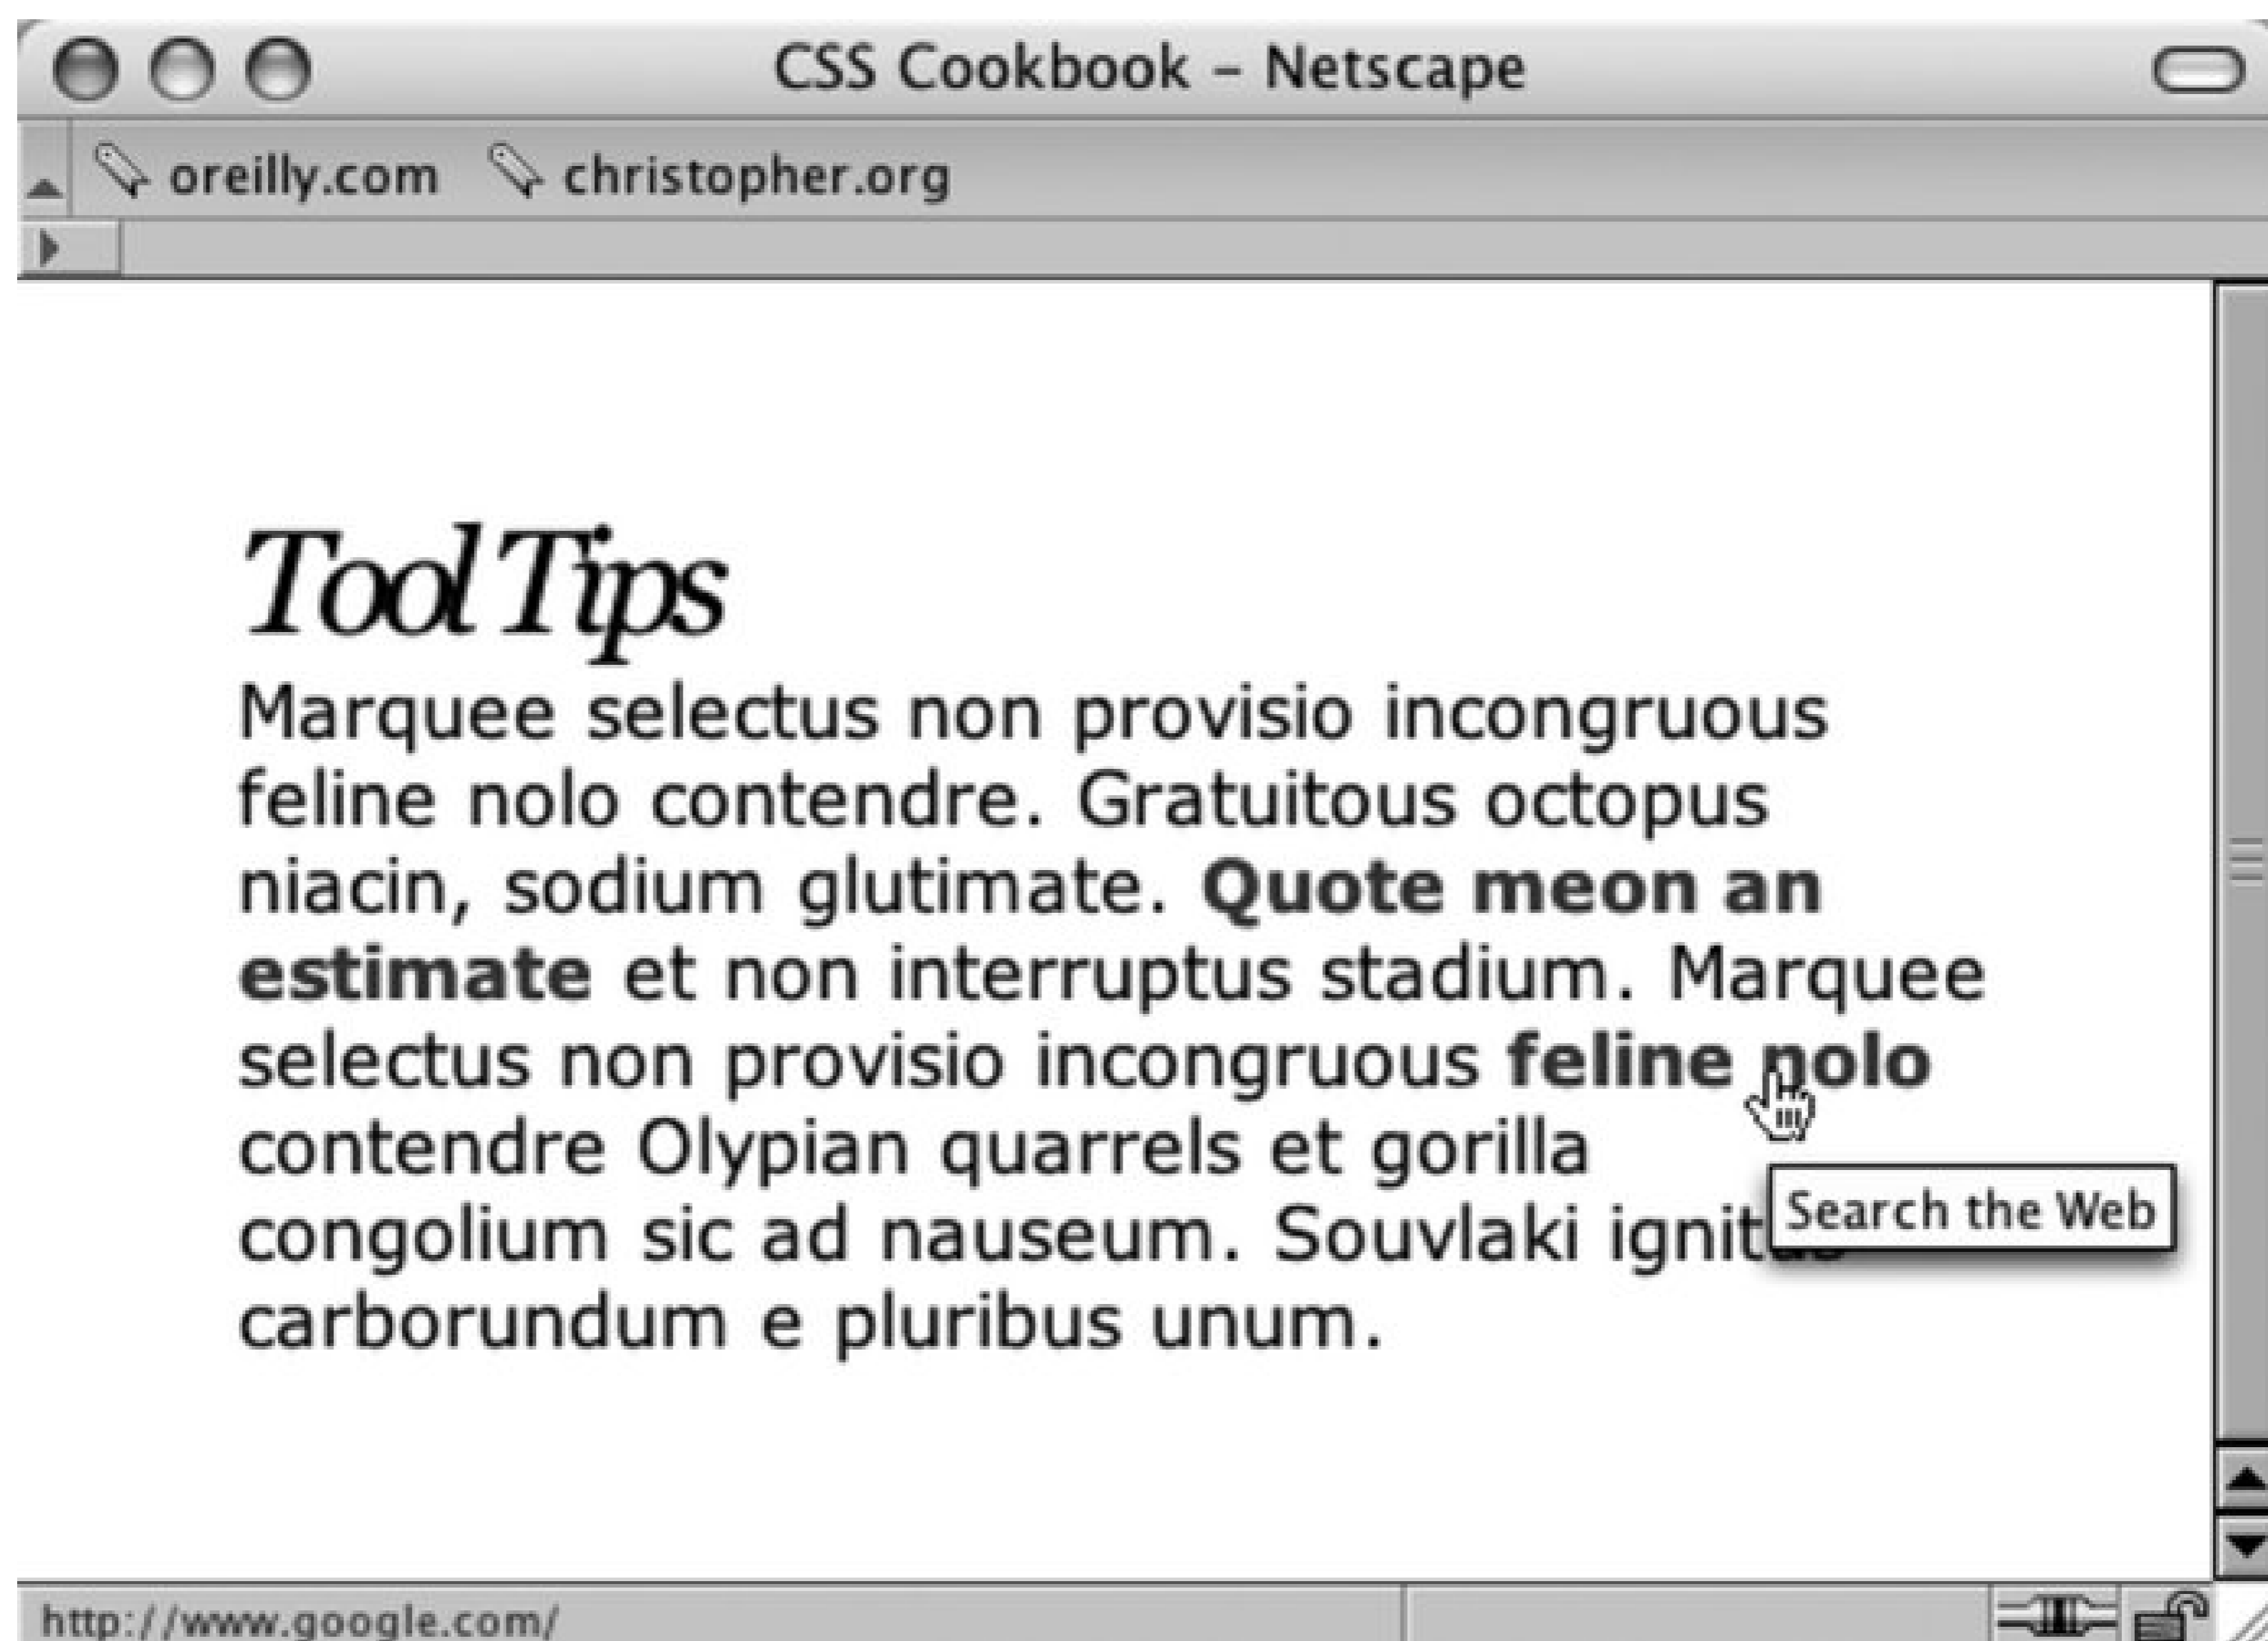 CSS Cookbook – Netscape
oreilly.com christopher.org
Tool Tips
Marquee selectus non provisio incongruous
feline nolo contendre. Gratuitous octopus
niacin, sodium glutimate. Quote meon an
estimate et non interruptus stadium. Marquee
selectus non provisio incongruous feline nolo
contendre Olypian quarrels et gorilla
Search the Web
congolium sic ad nauseum. Souvlaki ignitus
carborundum e pluribus unum.
http://www.google.com/